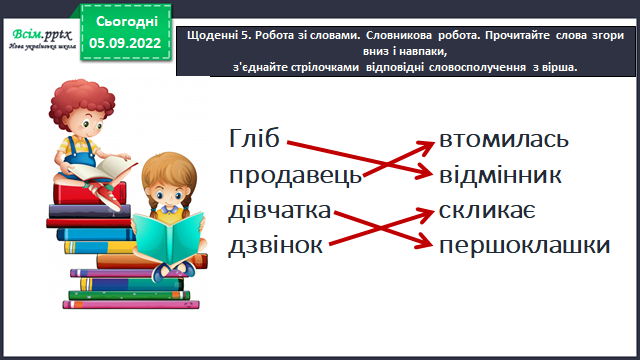 Всім.pptx
Нова українська школа
Сьогодні
05.09.2022
Щоденні 5. Робота зі словами. Словникова робота. Прочитайте слова згори
вниз і навпаки,
з'єднайте стрілочками відповідні словосполучення з вірша.
Гліб
втомилась
продавець
відмінник
дівчатка
скликає
дзвінок
першоклашки